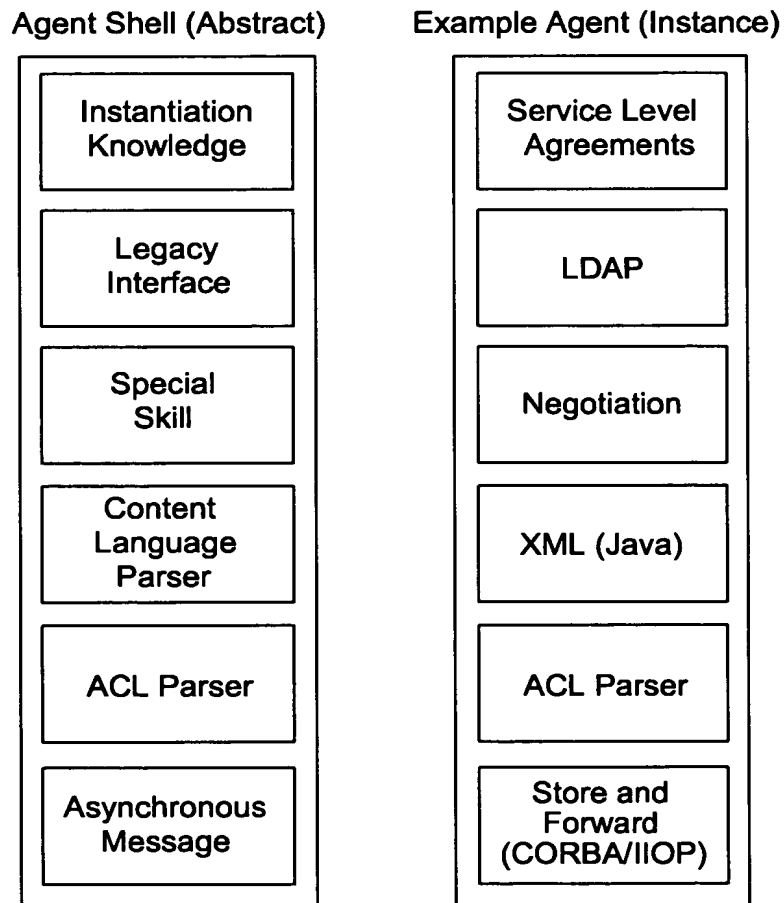 Agent Shell (Abstract)
Instantiation
Knowledge
Legacy
Interface
Special
Skill
Content
Language
Parser
ACL Parser
Asynchronous
Message
Example Agent (Instance)
Service Level
Agreements
LDAP
Negotiation
XML (Java)
ACL Parser
Store and
Forward
(CORBA/IIOP)